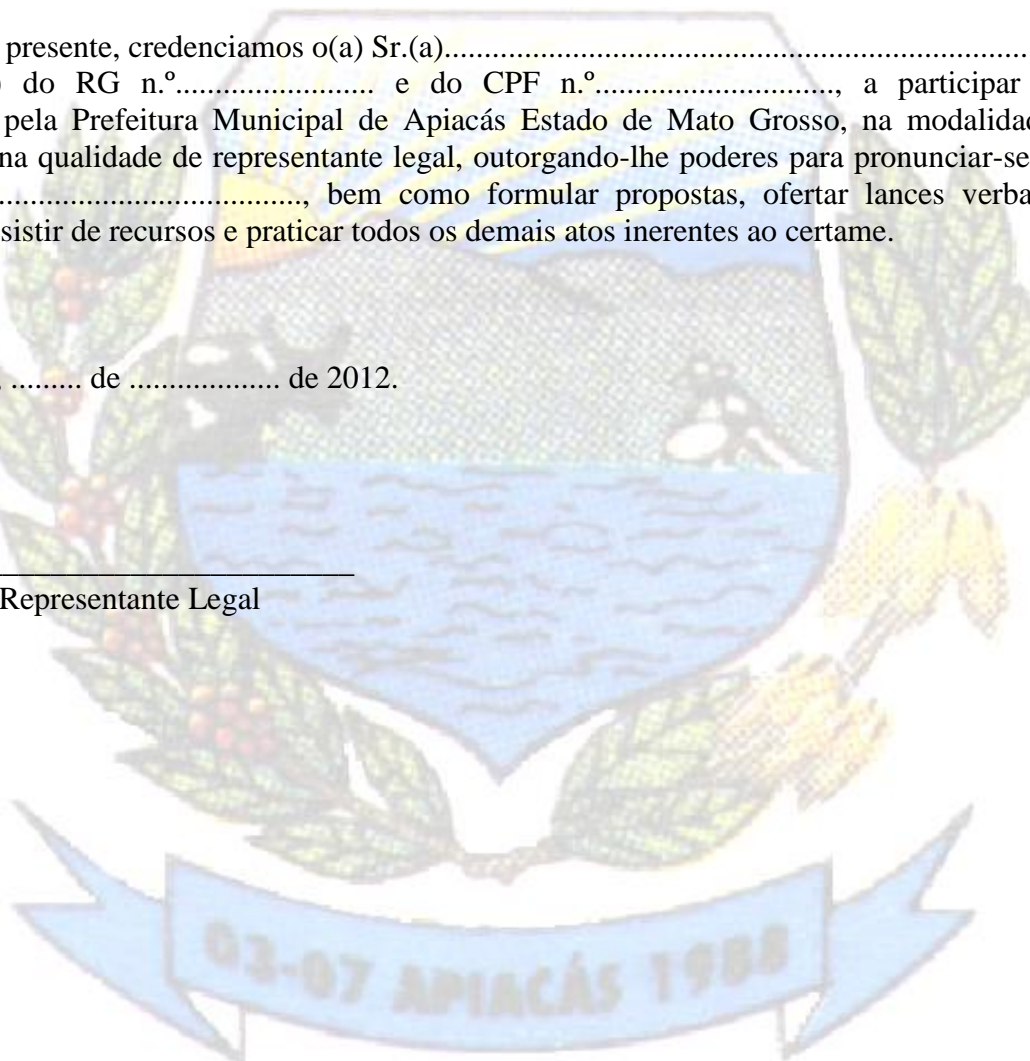 presente, credenciamos o(a) Sr.(a).........................................................................
do RG n.º......................... e do CPF n.º.............................., a participar
pela Prefeitura Municipal de Apiacás Estado de Mato Grosso, na modalidad
na qualidade de representante legal, outorgando-lhe poderes para pronunciar-se
......................................, bem como formular propostas, ofertar lances verba
sistir de recursos e praticar todos os demais atos inerentes ao certame.
, ......... de ................... de 2012.
_______________________
Representante Legal
03-07 APIACÁS 1988